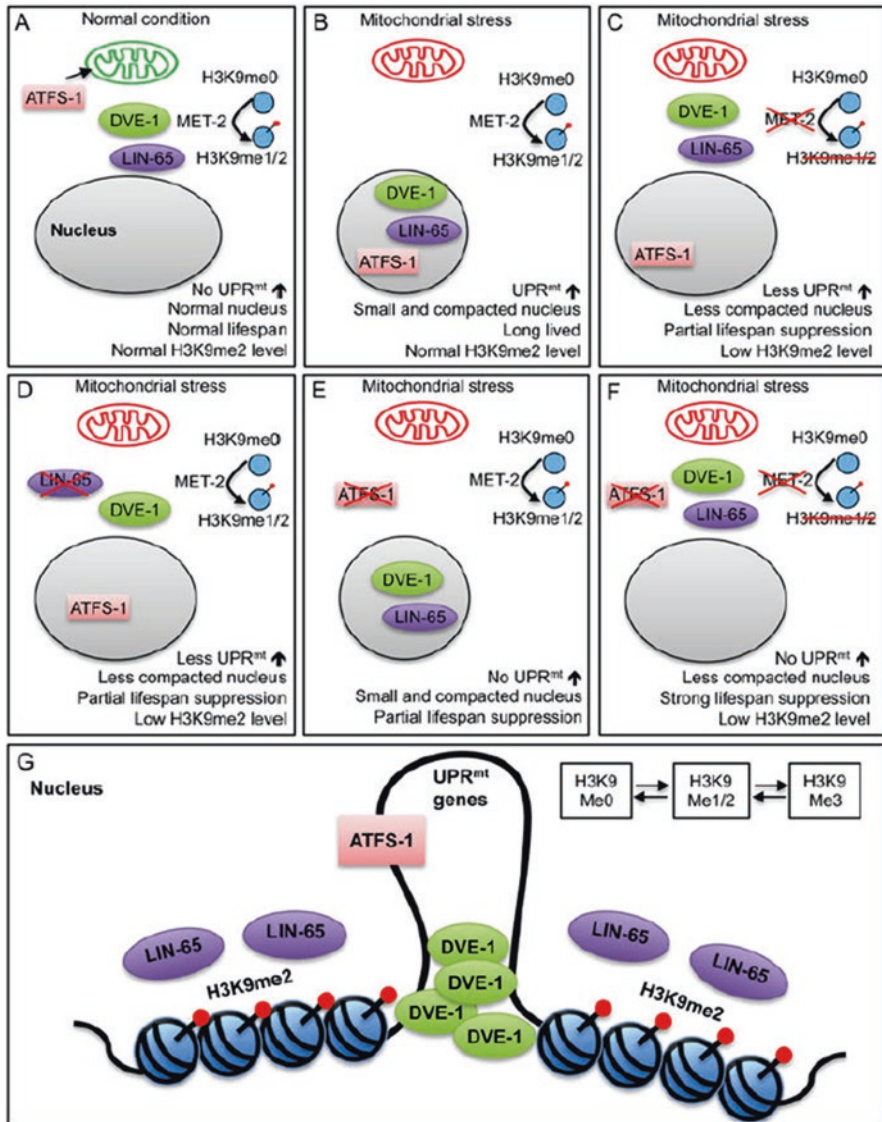 A
Normal condition
ATFS-1
DVE-1
LIN-65
MET-2
H3K9me0
H3K9me1/2
Nucleus
No UPRmt ↑
Normal nucleus
Normal lifespan
Normal H3K9me2 level
B
Mitochondrial stress
H3K9me0
MET-2
H3K9me1/2
DVE-1
LIN-65
ATFS-1
UPRmt ↑
Small and compacted nucleus
Long lived
Normal H3K9me2 level
C
Mitochondrial stress
H3K9me0
DVE-1
MET-2
LIN-65
H3K9me1/2
ATFS-1
Less UPRmt ↑
Less compacted nucleus
Partial lifespan suppression
Low H3K9me2 level
D
Mitochondrial stress
H3K9me0
LIN-65
MET-2
DVE-1
H3K9me1/2
ATFS-1
Less UPRmt ↑
Less compacted nucleus
Partial lifespan suppression
Low H3K9me2 level
E
Mitochondrial stress
H3K9me0
ATFS-1
MET-2
H3K9me1/2
DVE-1
LIN-65
No UPRmt ↑
Small and compacted nucleus
Partial lifespan suppression
F
Mitochondrial stress
H3K9me0
ATFS-1
DVE-1
MET-2
LIN-65
H3K9me1/2
No UPRmt ↑
Less compacted nucleus
Strong lifespan suppression
Low H3K9me2 level
G
Nucleus
UPRmt
genes
H3K9
Me0
H3K9
Me1/2
H3K9
Me3
ATFS-1
LIN-65
LIN-65
H3K9me2
DVE-1
DVE-1
DVE-1
DVE-1
LIN-65
LIN-65
H3K9me2